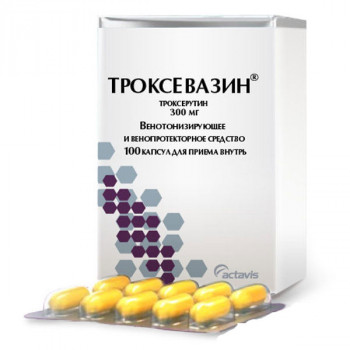 ТРОКСЕВАЗИН®
ТРОКСЕРУТИН
300 МГ
ВЕНОТОНИЗИРУЮЩЕЕ
И ВЕНОПРОТЕКТОРНОЕ СРЕДСТВО
100 КАПСУЛ ДЛЯ ПРИЕМА ВНУТРЬ
actavis